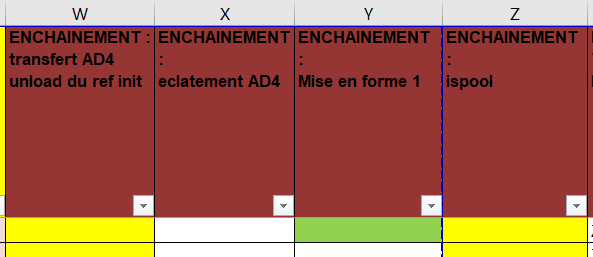 W X Y Z
ENCHAINEMENT :
transfert AD4
unload du ref init
ENCHAINEMENT
:
eclatement AD4
ENCHAINEMENT
:
Mise en forme 1
ENCHAINEMENT
:
ispool